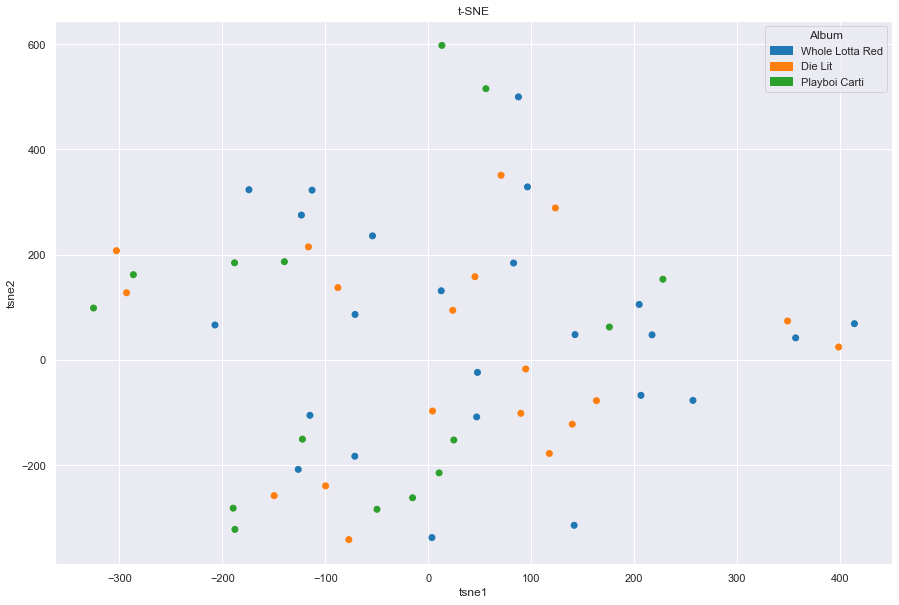 t-SNE
Album
Whole Lotta Red
Die Lit
Playboi Carti
600
400
200
0
−200
tsne2
−300
−200
−100
0
100
200
300
400
tsne1